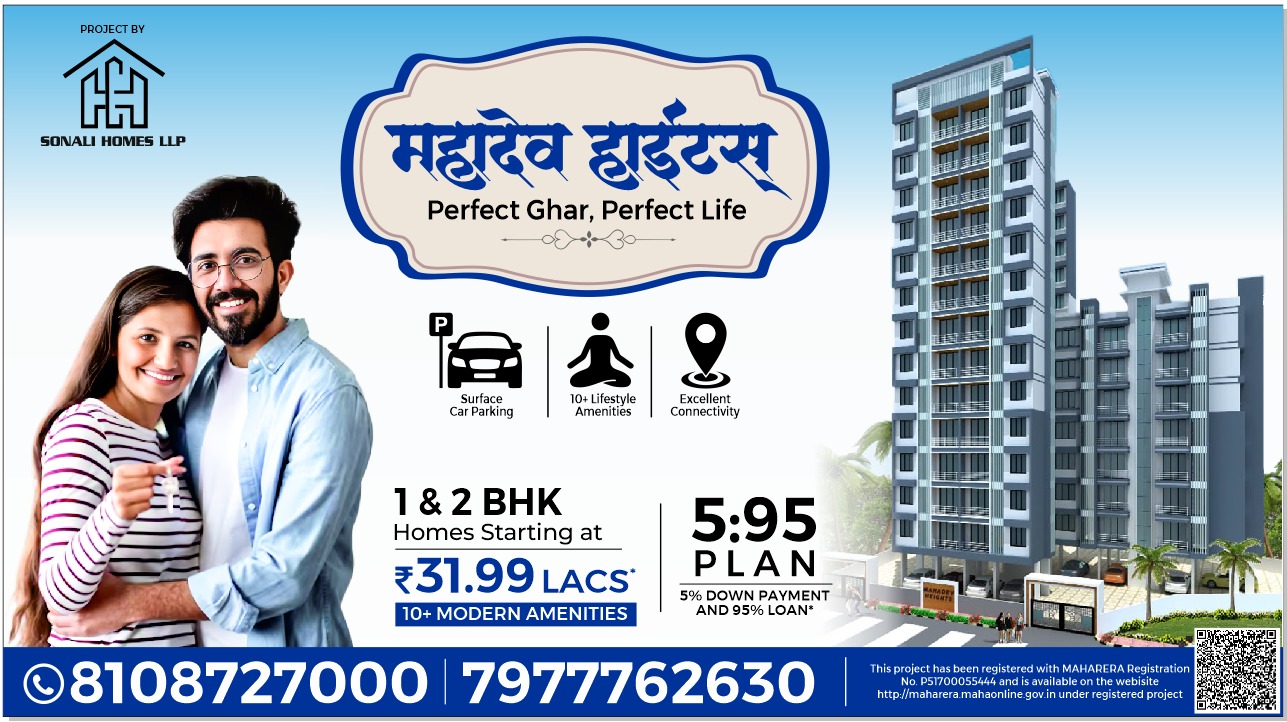 PROJECT BY
SONALI HOMES LLP
महादेव हाईटस
Perfect Ghar, Perfect Life
P
Surface
Car Parking
10+ Lifestyle
Amenities
Excellent
Connectivity
1 & 2 BHK
Homes Starting at
₹31.99 LACS*
10+ MODERN AMENITIES
5:95
PLAN
5% DOWN PAYMENT
AND 95% LOAN*
MAHADEV
HEIGHTS
8108727000 | 7977762630
This project has been registered with MAHARERA Registration
No. P51700055444 and is available on the wibsite
http://maharera.mahaonline.gov.in under registered project